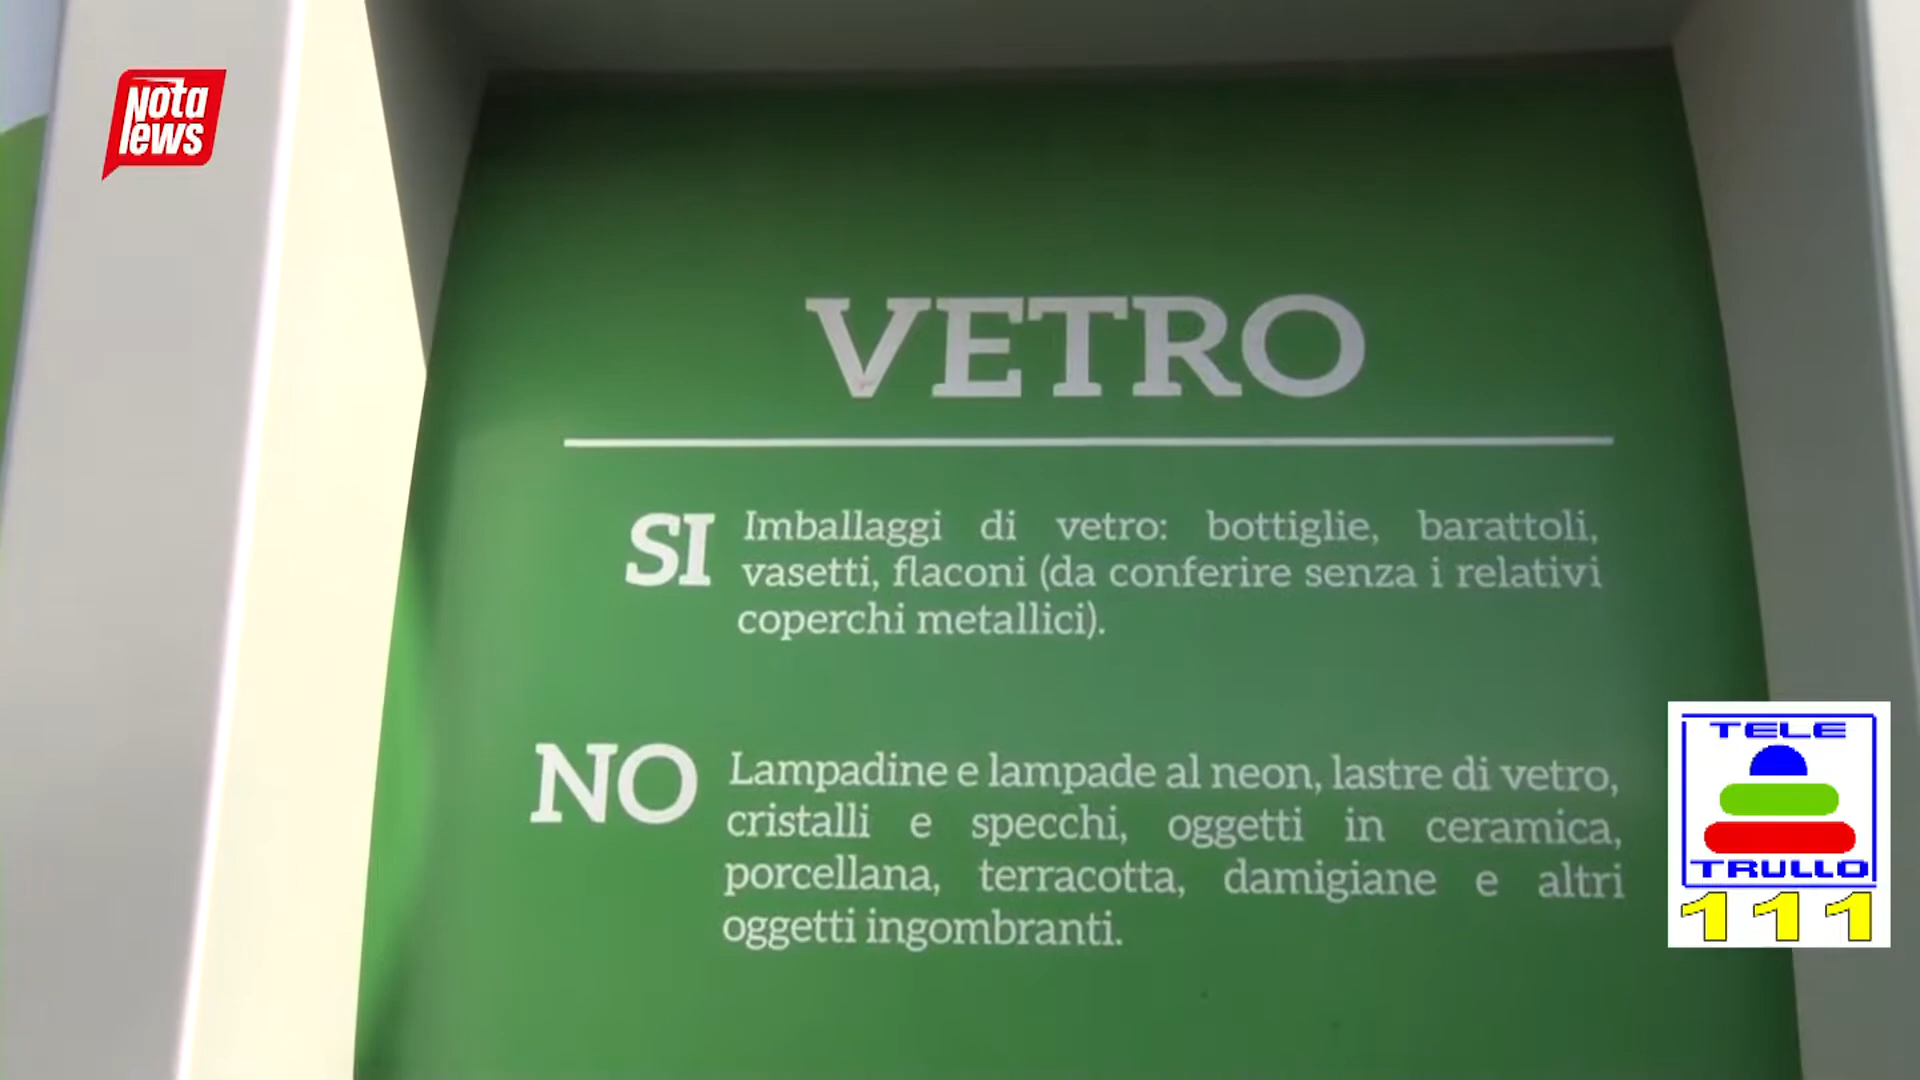 Nota
News
VETRO
SI
Imballaggi di vetro: bottiglie, barattoli,
vasetti, flaconi (da conferire senza i relativi
coperchi metallici).
NO
Lampadine e lampade al neon, lastre di vetro,
cristalli e specchi, oggetti in ceramica,
porcellana, terracotta, damigiane e altri
oggetti ingombranti.
TELE
TRULLO
111